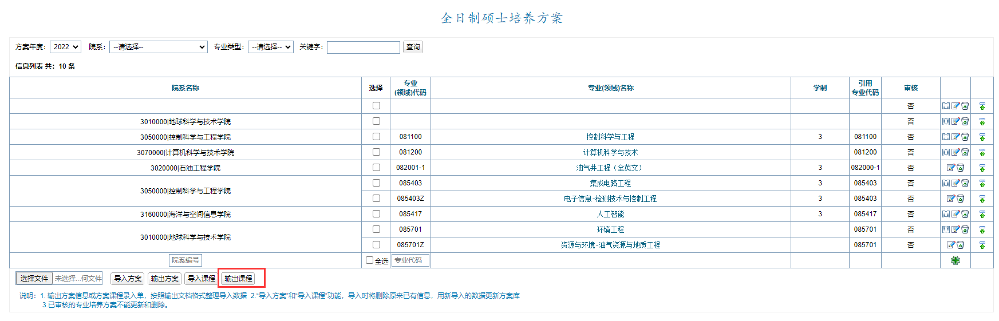 全日制硕士培养方案
方案年度： 2022 院系： --请选择-- 专业类型： --请选择-- 关键字： 查询
信息列表 共：10 条
院系名称 选择 专业(领域)代码 专业(领域)名称 学制 引用专业代码 审核
否
3010000|地球科学与技术学院 否
3050000|控制科学与工程学院 081100 控制科学与工程 3 081100 否
3070000|计算机科学与技术学院 081200 计算机科学与技术 081200 否
3020000|石油工程学院 082001-1 油气井工程（全英文） 3 082000-1 否
3050000|控制科学与工程学院 085403 集成电路工程 3 085403 否
085403Z 电子信息-检测技术与控制工程 3 085403 否
3160000|海洋与空间信息学院 085417 人工智能 3 085417 否
3010000|地球科学与技术学院 085701 环境工程 085701 否
085701Z 资源与环境-油气资源与地质工程 085701 否
院系编号 全选 专业代码
选择文件 未选择...何文件 导入方案 输出方案 导入课程 输出课程
说明：1. 输出方案信息或方案课程录入单，按照输出文档格式整理导入数据 2.“导入方案”和“导入课程”功能，导入时将删除原来已有信息，用新导入的数据更新方案库
3.已审核的专业培养方案不能更新和删除。